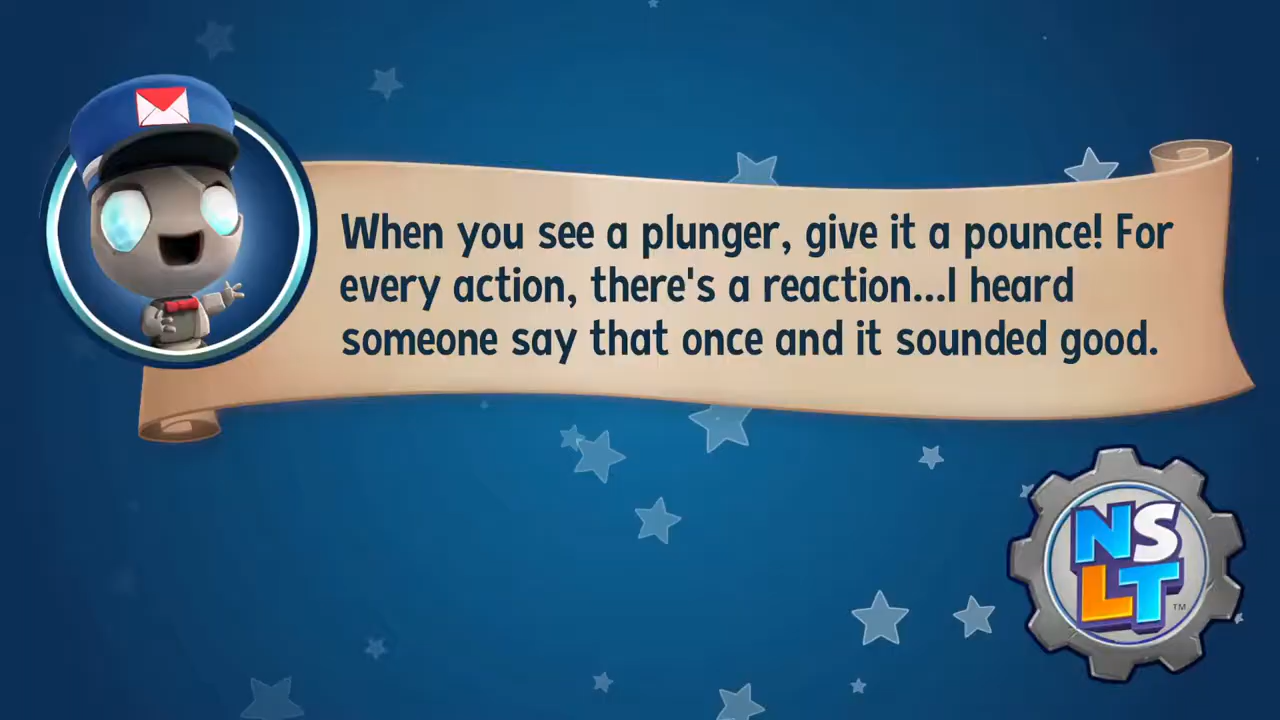 When you see a plunger, give it a pounce! For
every action, there's a reaction...I heard
someone say that once and it sounded good.
NS
LT
TM